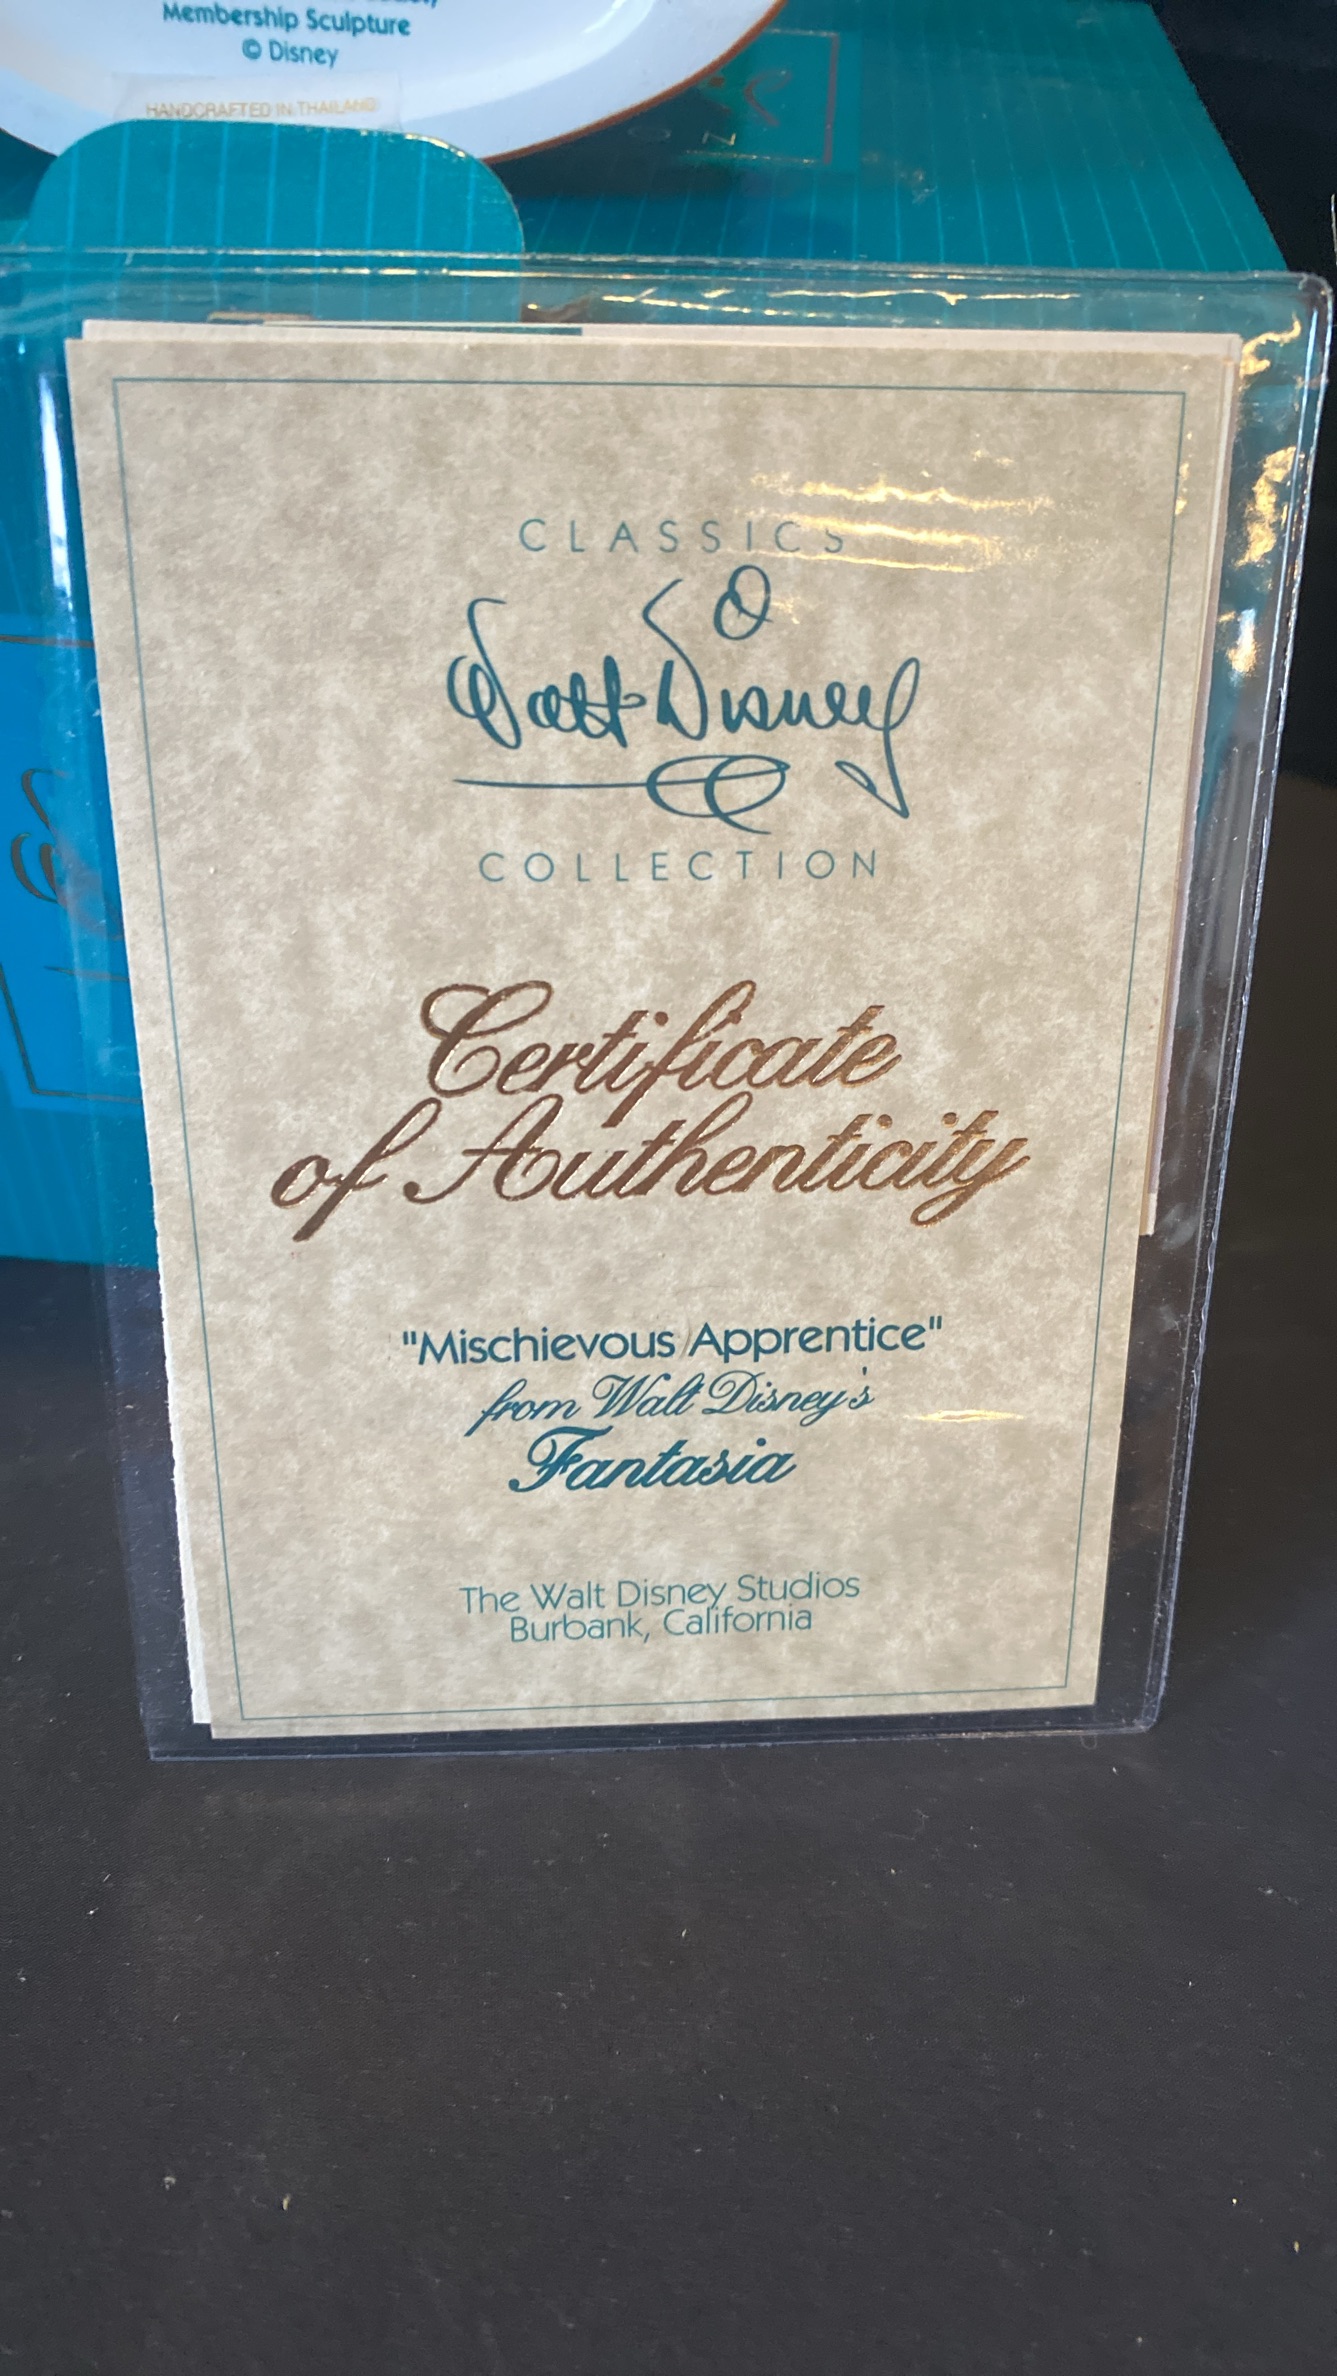 Membership Sculpture
© Disney
HANDCRAFTED IN THAILAND
CLASSICS
Walt Disney
COLLECTION
Certificate
of Authenticity
"Mischievous Apprentice"
from Walt Disney's
Fantasia
The Walt Disney Studios
Burbank, California